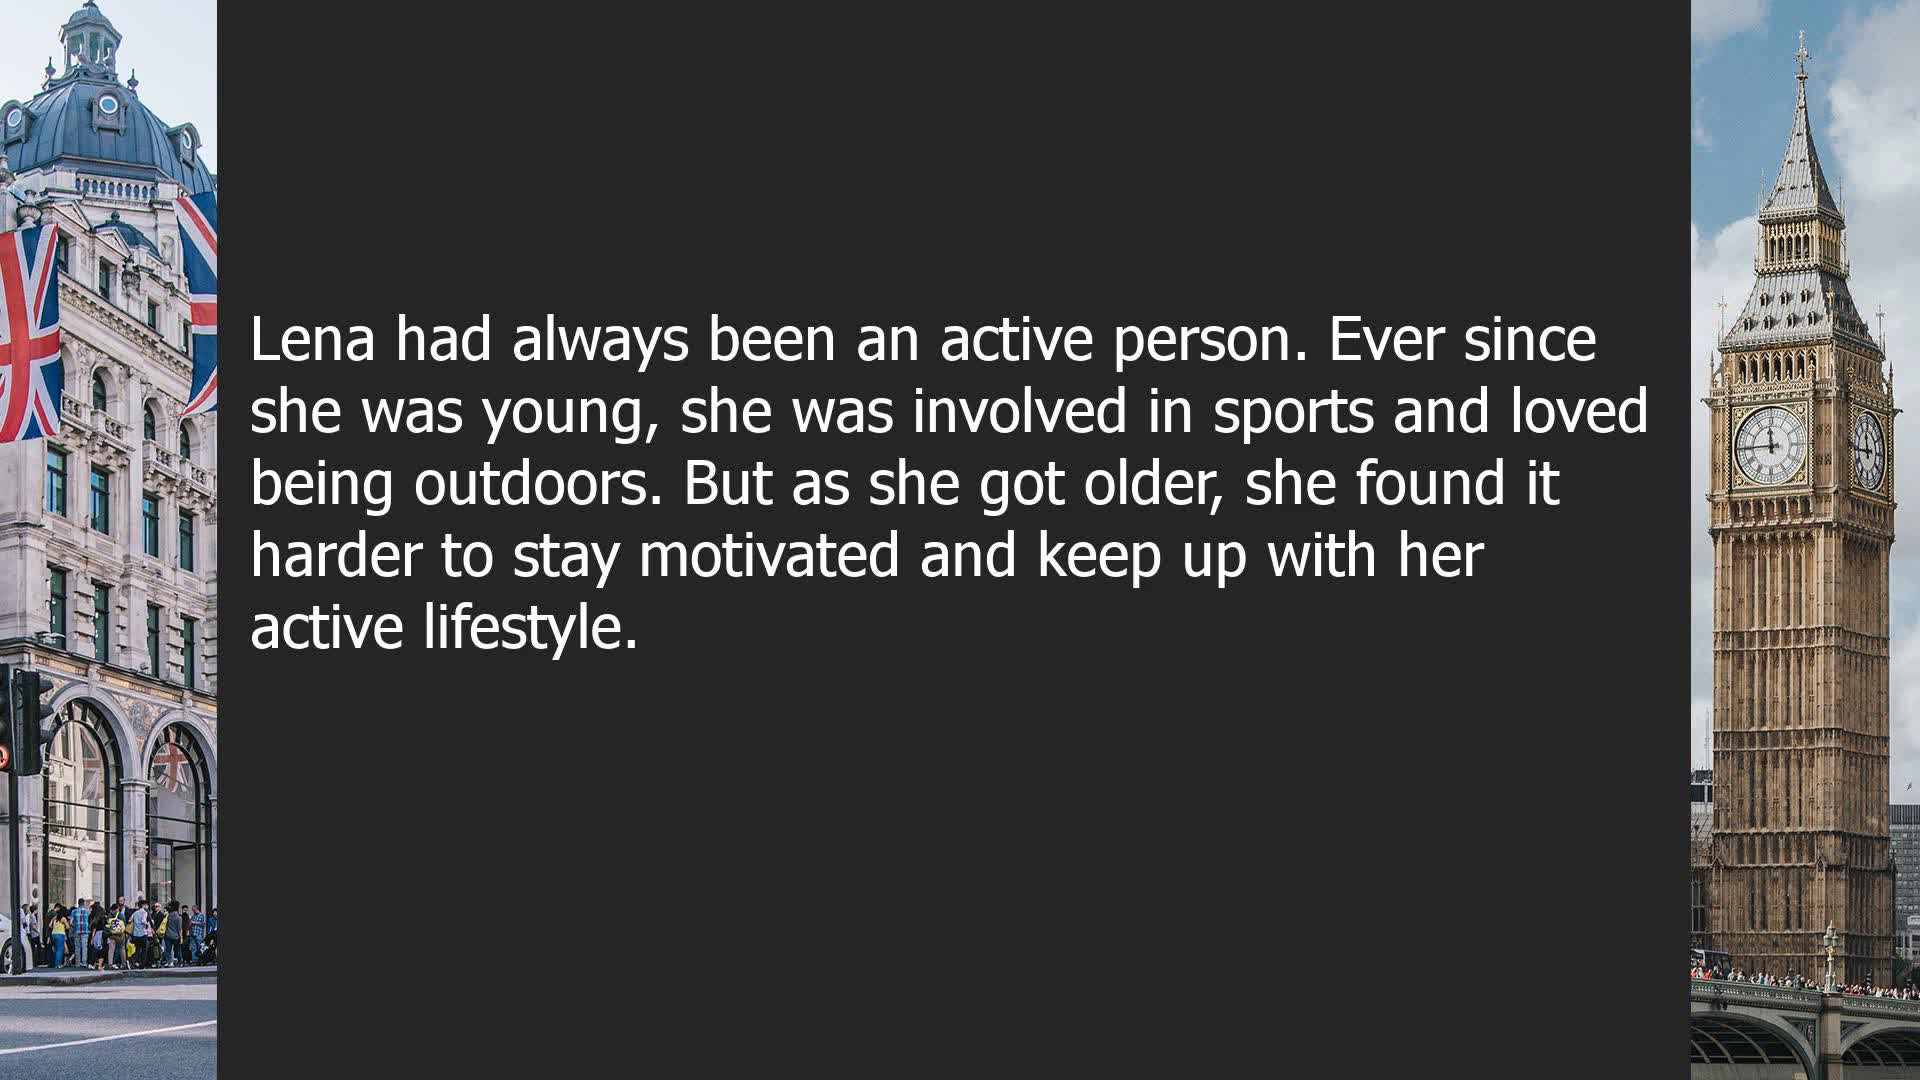 Lena had always been an active person. Ever since
she was young, she was involved in sports and loved
being outdoors. But as she got older, she found it
harder to stay motivated and keep up with her
active lifestyle.